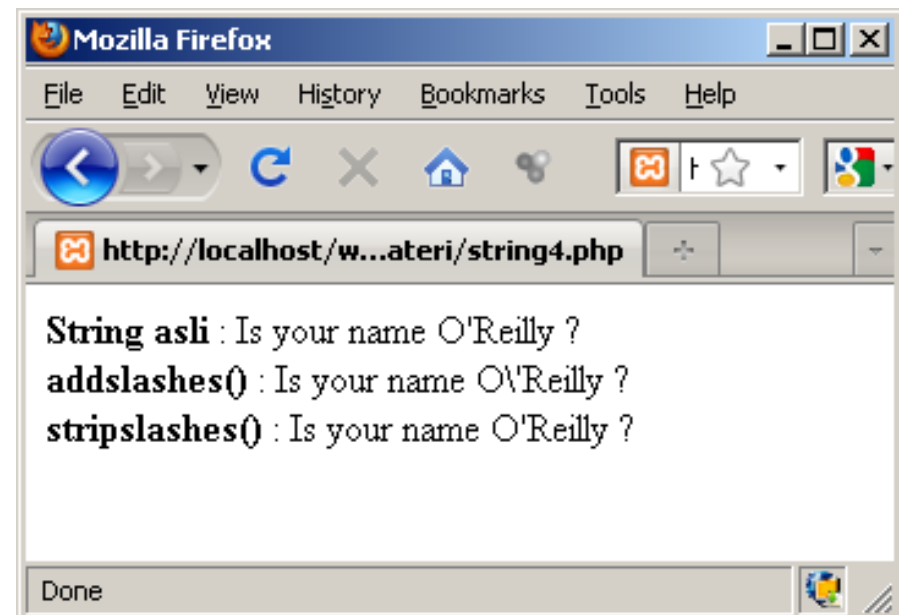 Mozilla Firefox
File Edit View History Bookmarks Tools Help
http://localhost/w...ateri/string4.php
String asli : Is your name O'Reilly ?
addslashes() : Is your name O\'Reilly ?
stripslashes() : Is your name O'Reilly ?
Done